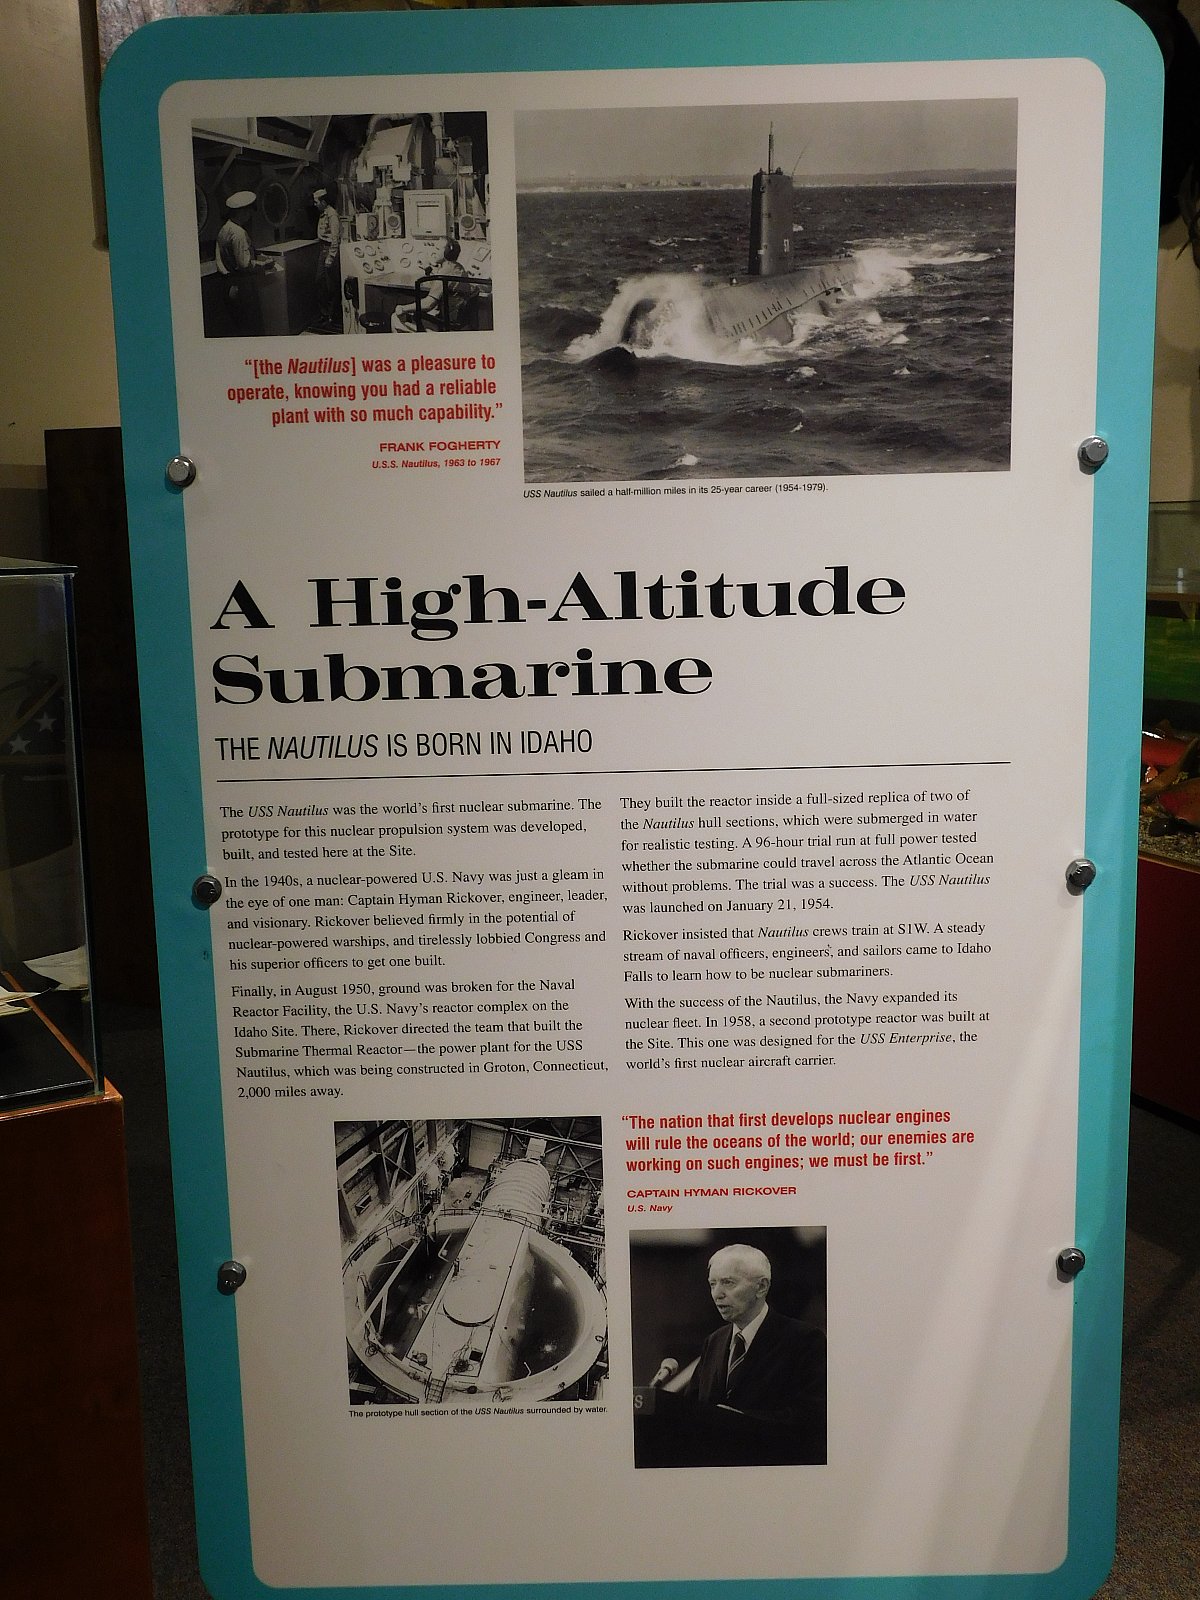 "[the Nautilus] was a pleasure to
operate, knowing you had a reliable
plant with so much capability."
FRANK FOGHERTY
U.S.S. Nautilus, 1963 to 1967
USS Nautilus sailed a half-million miles in its 25-year career (1954-1979).
A High-Altitude
Submarine
THE NAUTILUS IS BORN IN IDAHO
The USS Nautilus was the world's first nuclear submarine. The
prototype for this nuclear propulsion system was developed,
built, and tested here at the Site.
In the 1940s, a nuclear-powered U.S. Navy was just a gleam in
the eye of one man: Captain Hyman Rickover, engineer, leader,
and visionary. Rickover believed firmly in the potential of
nuclear-powered warships, and tirelessly lobbied Congress and
his superior officers to get one built.
Finally, in August 1950, ground was broken for the Naval
Reactor Facility, the U.S. Navy's reactor complex on the
Idaho Site. There, Rickover directed the team that built the
Submarine Thermal Reactor—the power plant for the USS
Nautilus, which was being constructed in Groton, Connecticut,
2,000 miles away.
They built the reactor inside a full-sized replica of two of
the Nautilus hull sections, which were submerged in water
for realistic testing. A 96-hour trial run at full power tested
whether the submarine could travel across the Atlantic Ocean
without problems. The trial was a success. The USS Nautilus
was launched on January 21, 1954.
Rickover insisted that Nautilus crews train at S1W. A steady
stream of naval officers, engineers, and sailors came to Idaho
Falls to learn how to be nuclear submariners.
With the success of the Nautilus, the Navy expanded its
nuclear fleet. In 1958, a second prototype reactor was built at
the Site. This one was designed for the USS Enterprise, the
world's first nuclear aircraft carrier.
The prototype hull section of the USS Nautilus surrounded by water.
"The nation that first develops nuclear engines
will rule the oceans of the world; our enemies are
working on such engines; we must be first."
CAPTAIN HYMAN RICKOVER
U.S. Navy